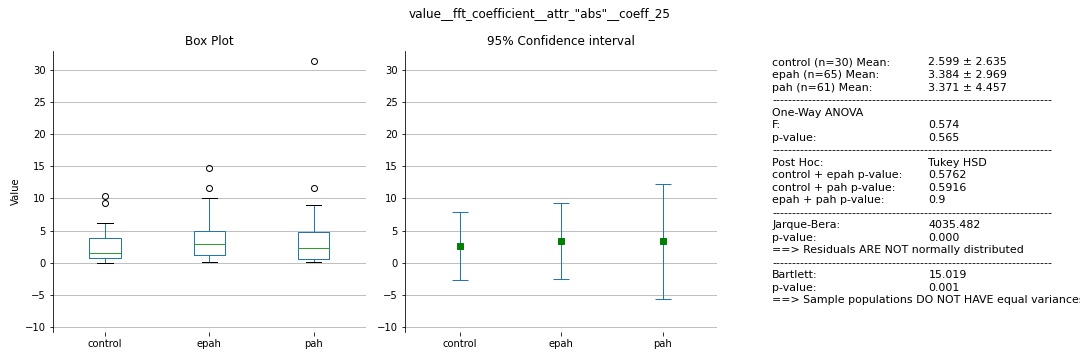 value__fft_coefficient__attr_"abs"__coeff_25
Box Plot
95% Confidence interval
Value
30
25
20
15
10
5
0
−5
−10
control epah pah
30
25
20
15
10
5
0
−5
−10
control epah pah
control (n=30) Mean: 2.599 ± 2.635
epah (n=65) Mean: 3.384 ± 2.969
pah (n=61) Mean: 3.371 ± 4.457
One-Way ANOVA
F: 0.574
p-value: 0.565
Post Hoc: Tukey HSD
control + epah p-value: 0.5762
control + pah p-value: 0.5916
epah + pah p-value: 0.9
Jarque-Bera: 4035.482
p-value: 0.000
==> Residuals ARE NOT normally distributed
Bartlett: 15.019
p-value: 0.001
==> Sample populations DO NOT HAVE equal variances